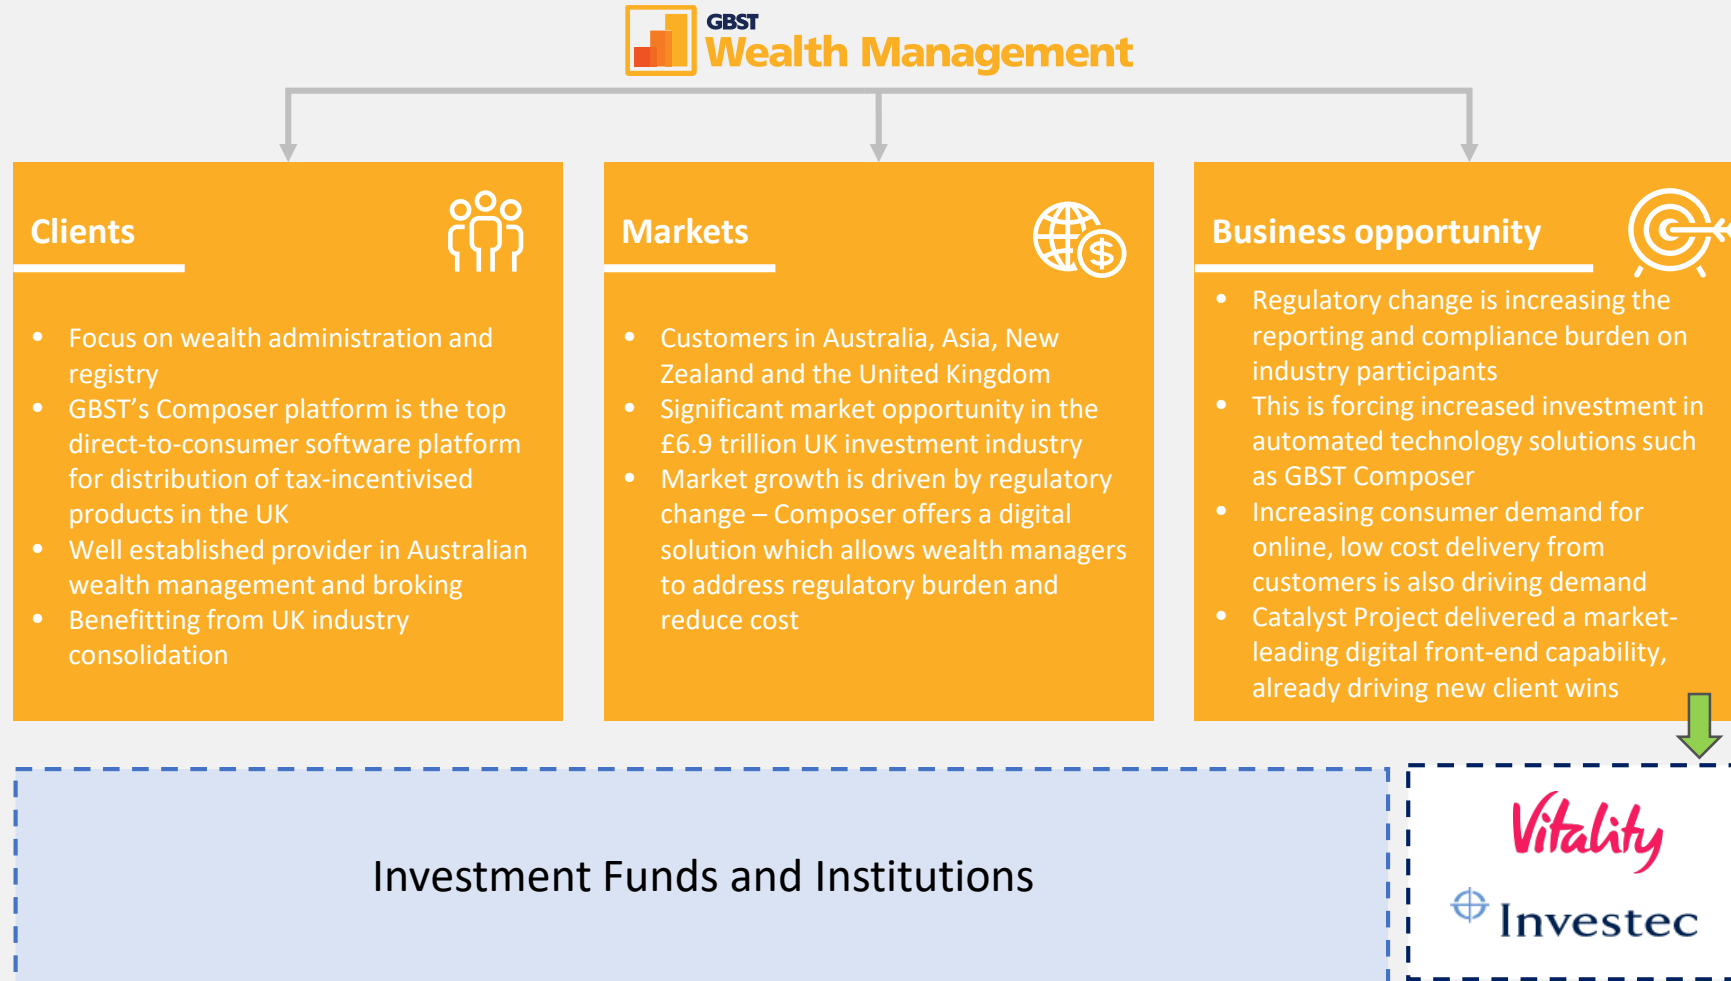 GBST
Wealth Management
Clients
• Focus on wealth administration and
registry
• GBST’s Composer platform is the top
direct-to-consumer software platform
for distribution of tax-incentivised
products in the UK
• Well established provider in Australian
wealth management and broking
• Benefitting from UK industry
consolidation
Markets
$
• Customers in Australia, Asia, New
Zealand and the United Kingdom
• Significant market opportunity in the
£6.9 trillion UK investment industry
• Market growth is driven by regulatory
change – Composer offers a digital
solution which allows wealth managers
to address regulatory burden and
reduce cost
Business opportunity
• Regulatory change is increasing the
reporting and compliance burden on
industry participants
• This is forcing increased investment in
automated technology solutions such
as GBST Composer
• Increasing consumer demand for
online, low cost delivery from
customers is also driving demand
• Catalyst Project delivered a market-
leading digital front-end capability,
already driving new client wins
Investment Funds and Institutions
Vitality
Investec